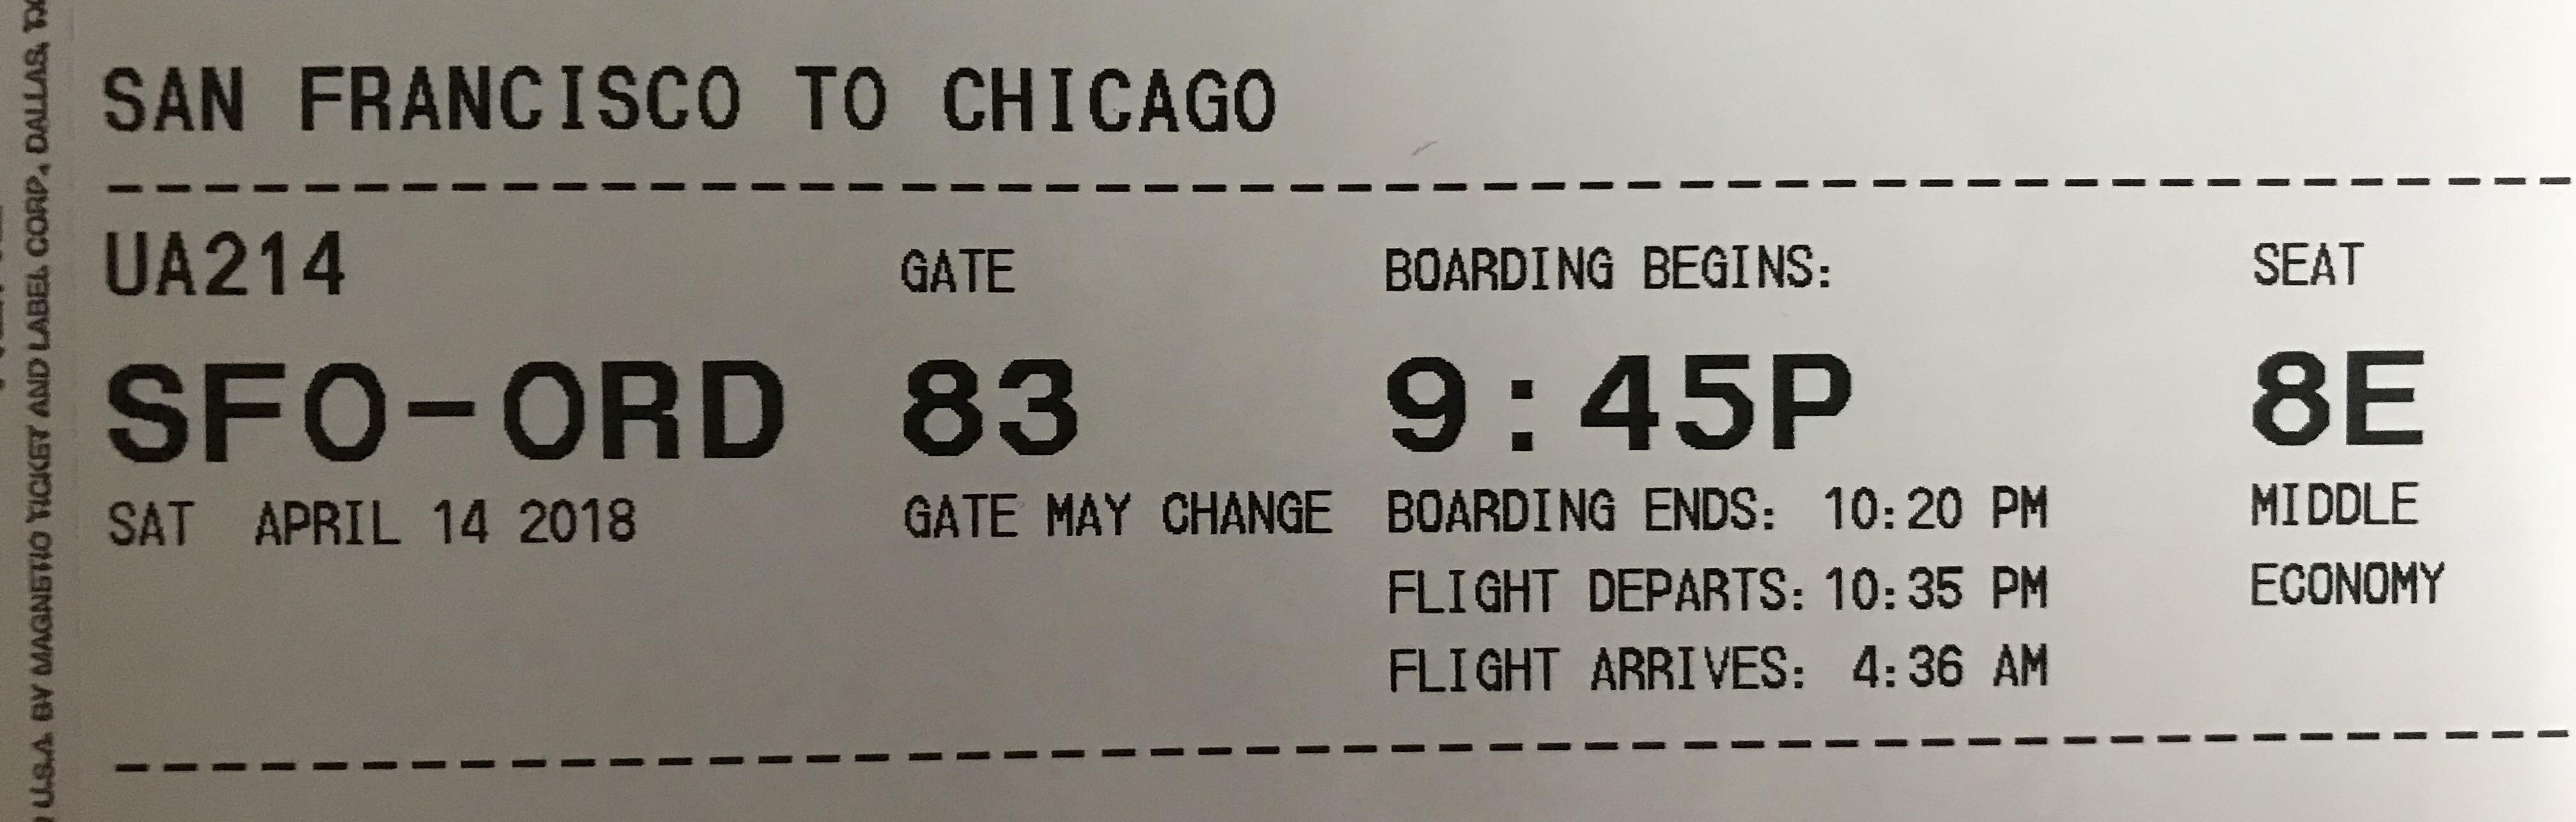 SAN FRANCISCO TO CHICAGO
UA214 GATE BOARDING BEGINS: SEAT
SFO-ORD 83 9:45P 8E
SAT APRIL 14 2018 GATE MAY CHANGE BOARDING ENDS: 10:20 PM MIDDLE
FLIGHT DEPARTS: 10:35 PM ECONOMY
FLIGHT ARRIVES: 4:36 AM
U.S.A. BY MAGNETIC TICKET AND LABEL CORP., DALLAS, TX